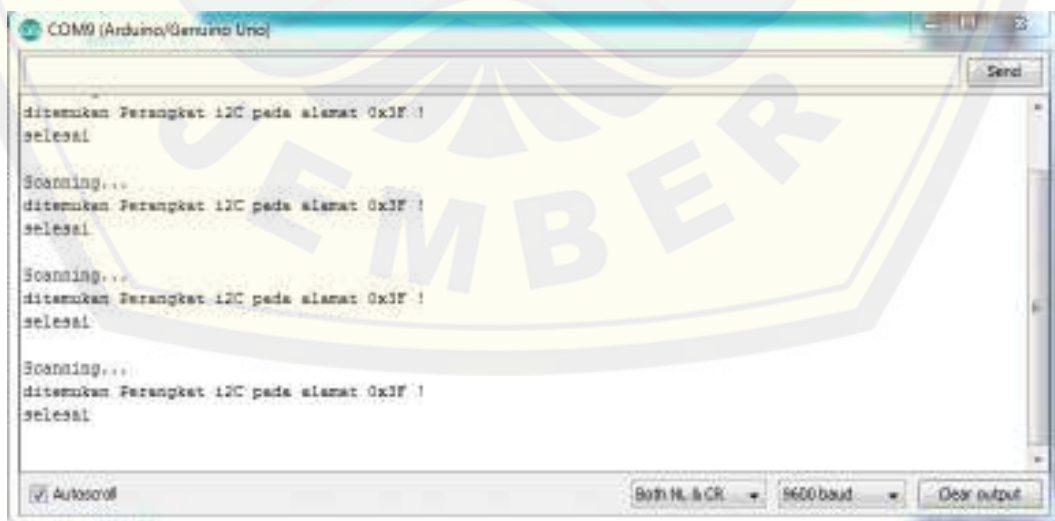 COM9 (Arduino/Genuino Uno)
Send
ditemukan Perangkat i2C pada alamat 0x3F !
selesai
Scanning...
ditemukan Perangkat i2C pada alamat 0x3F !
selesai
Scanning...
ditemukan Perangkat i2C pada alamat 0x3F !
selesai
Scanning...
ditemukan Perangkat i2C pada alamat 0x3F !
selesai
Autoscroll
Both NL & CR
9600 baud
Clear output
JEMBER